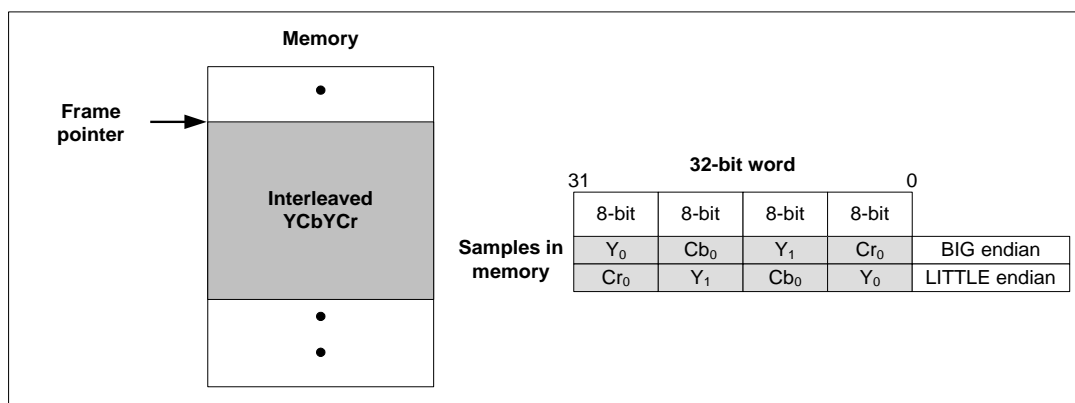 Memory
Frame
pointer
Interleaved
YCbYCr
32-bit word
31 0
8-bit 8-bit 8-bit 8-bit
Samples in
memory
Y₀ Cb₀ Y₁ Cr₀ BIG endian
Cr₀ Y₁ Cb₀ Y₀ LITTLE endian